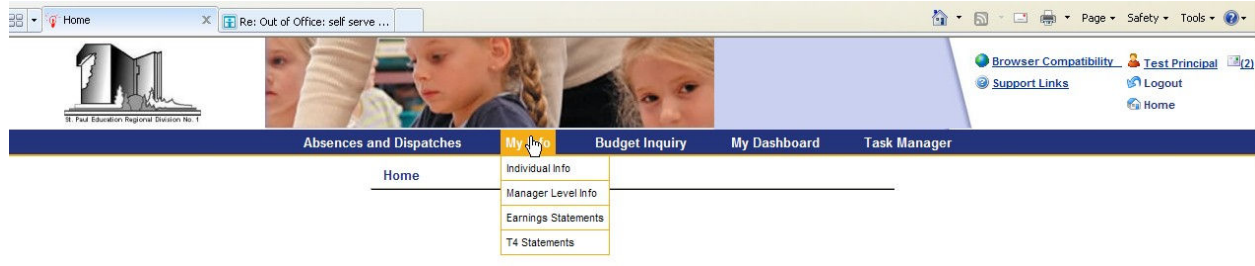 Home X Re: Out of Office: self serve ...
Page Safety Tools
St. Paul Education Regional Division No. 1
Browser Compatibility Test Principal (2)
Support Links Logout
Home
Absences and Dispatches My Info Budget Inquiry My Dashboard Task Manager
Home
Individual Info
Manager Level Info
Earnings Statements
T4 Statements